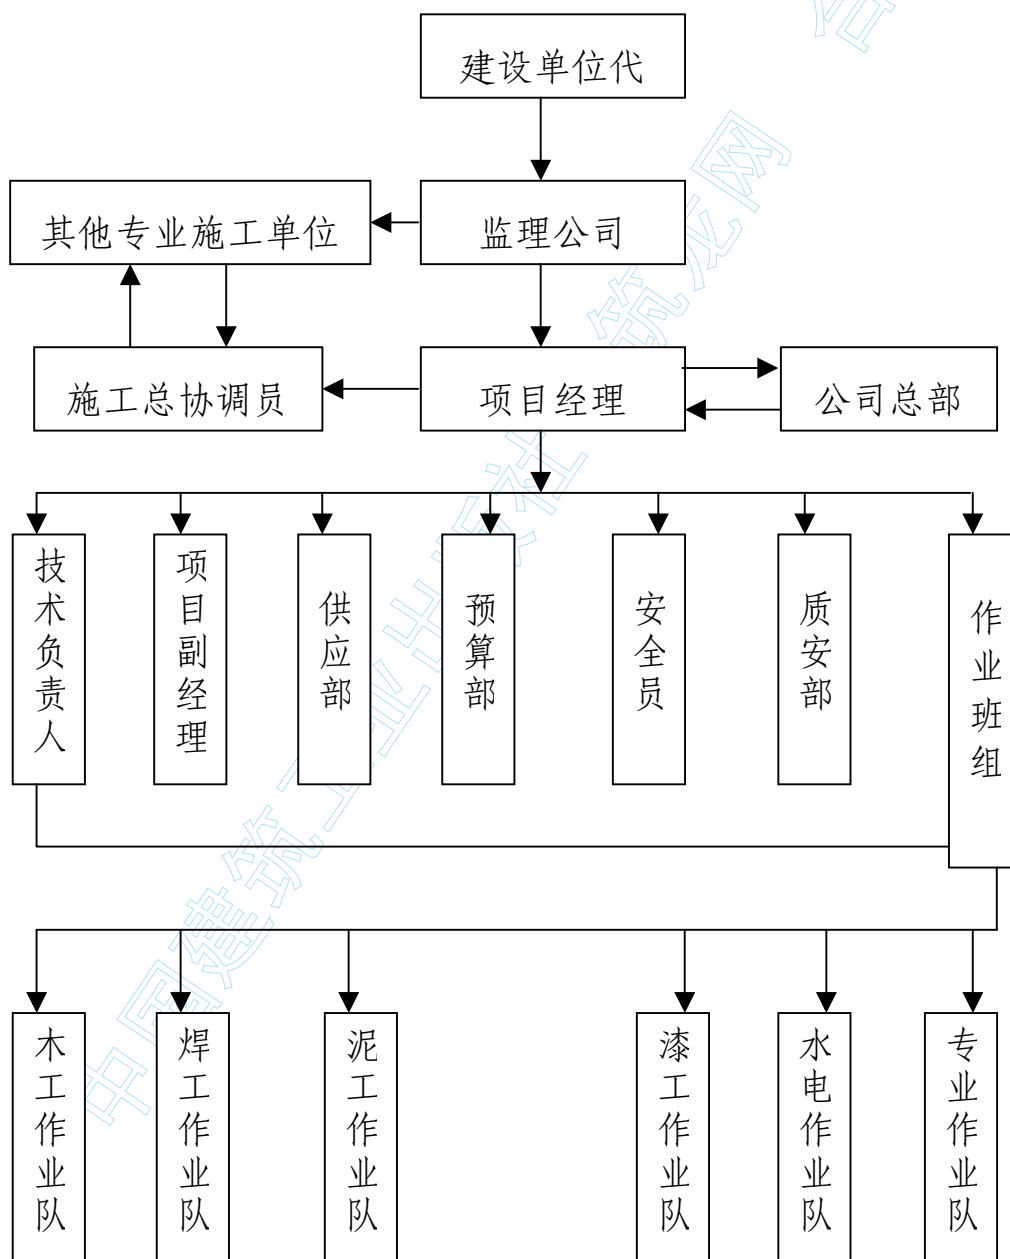 建设单位代
其他专业施工单位
监理公司
施工总协调员
项目经理
公司总部
技术负责人
项目副经理
供应部
预算部
安全员
质安部
作业班组
木工作业队
焊工作业队
泥工作业队
漆工作业队
水电作业队
专业作业队